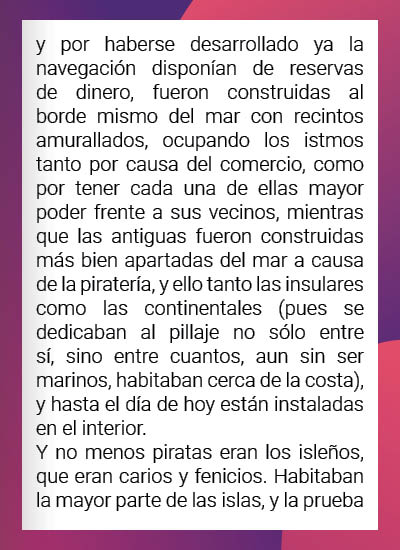 y por haberse desarrollado ya la
navegación disponían de reservas
de dinero, fueron construidas al
borde mismo del mar con recintos
amurallados, ocupando los istmos
tanto por causa del comercio, como
por tener cada una de ellas mayor
poder frente a sus vecinos, mientras
que las antiguas fueron construidas
más bien apartadas del mar a causa
de la piratería, y ello tanto las insulares
como las continentales (pues se
dedicaban al pillaje no sólo entre
sí, sino entre cuantos, aun sin ser
marinos, habitaban cerca de la costa),
y hasta el día de hoy están instaladas
en el interior.
Y no menos piratas eran los isleños,
que eran carios y fenicios. Habitaban
la mayor parte de las islas, y la prueba